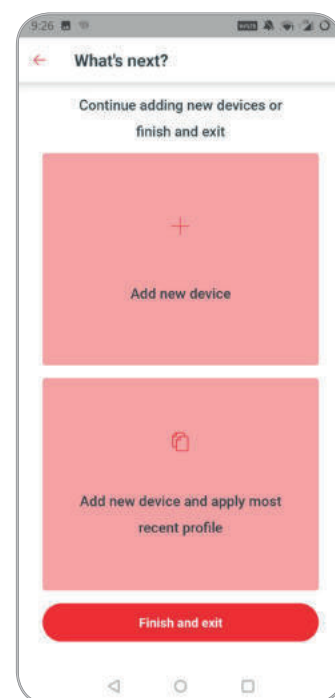 9:26
What's next?
Continue adding new devices or
finish and exit
Add new device
Add new device and apply most
recent profile
Finish and exit